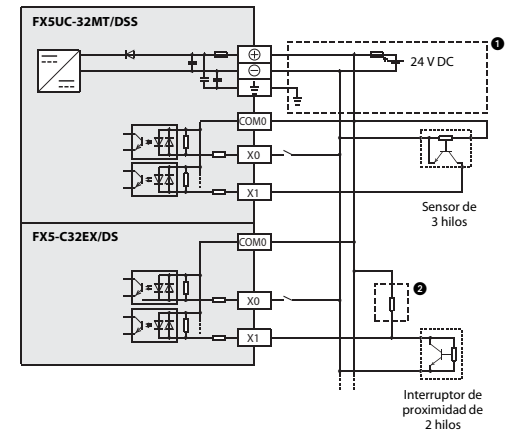 FX5UC-32MT/DSS
❶
24 V DC
COM0
X0
X1
Sensor de
3 hilos
FX5-C32EX/DS
COM0
❷
X0
X1
Interruptor de
proximidad de
2 hilos